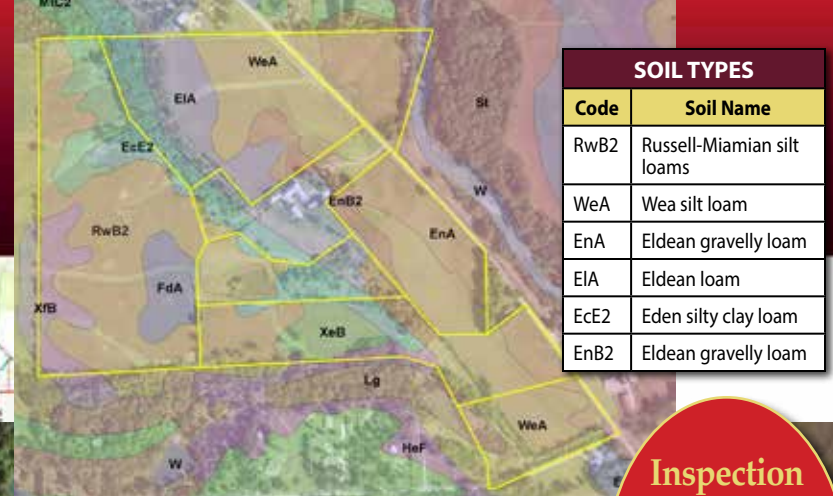 MIC2
WeA
ElA
St
EcE2
W
EnB2
RwB2
EnA
FdA
XfB
XeB
Lg
WeA
HeF
W
SOIL TYPES
Code Soil Name
RwB2 Russell-Miamian silt
loams
WeA Wea silt loam
EnA Eldean gravelly loam
EIA Eldean loam
EcE2 Eden silty clay loam
EnB2 Eldean gravelly loam
Inspection